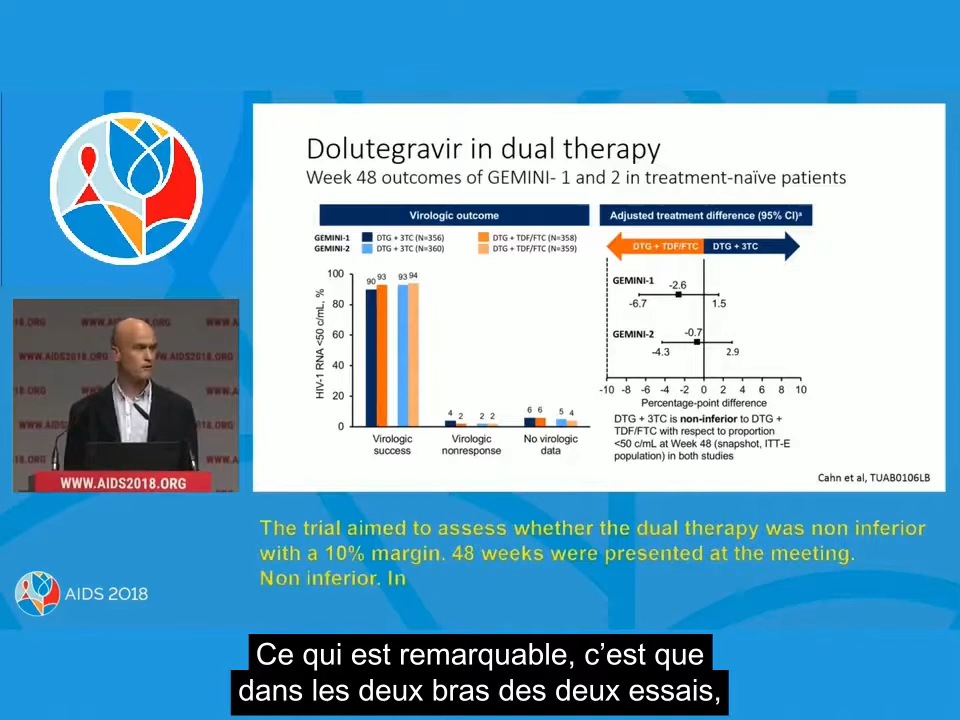 Dolutegravir in dual therapy
Week 48 outcomes of GEMINI- 1 and 2 in treatment-naïve patients
Virologic outcome
Adjusted treatment difference (95% CI)ᵃ
GEMINI-1 DTG + 3TC (N=356) DTG + TDF/FTC (N=358)
GEMINI-2 DTG + 3TC (N=360) DTG + TDF/FTC (N=359)
DTG + TDF/FTC DTG + 3TC
HIV-1 RNA <50 c/mL, %
100
80
60
40
20
0
90 93 93 94
4 2 2 2
6 6 5 4
Virologic
success
Virologic
nonresponse
No virologic
data
GEMINI-1
-2.6
-6.7 1.5
GEMINI-2
-0.7
-4.3 2.9
-10 -8 -6 -4 -2 0 2 4 6 8 10
Percentage-point difference
DTG + 3TC is non-inferior to DTG +
TDF/FTC with respect to proportion
<50 c/mL at Week 48 (snapshot, ITT-E
population) in both studies
Cahn et al, TUAB0106LB
WWW.AIDS2018.ORG
WWW.AIDS2018.ORG
WWW.AIDS2018.ORG
The trial aimed to assess whether the dual therapy was non inferior
with a 10% margin. 48 weeks were presented at the meeting.
Non inferior. In
AIDS 2018
Ce qui est remarquable, c’est que
dans les deux bras des deux essais,